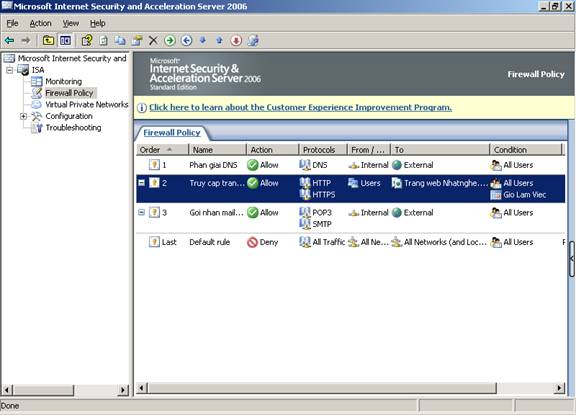 Microsoft Internet Security and Acceleration Server 2006
File Action View Help
Microsoft Internet Security and
ISA
Monitoring
Firewall Policy
Virtual Private Networks
Configuration
Troubleshooting
Microsoft
Internet Security &
Acceleration Server 2006
Standard Edition
Firewall Policy
Click here to learn about the Customer Experience Improvement Program.
Firewall Policy
Order Name Action Protocols From / ... To Condition
1 Phan giai DNS Allow DNS Internal External All Users
2 Truy cap tran... Allow HTTP Users Trang web Nhatnghe.... All Users
HTTPS Gio Lam Viec
3 Goi nhan mail... Allow POP3 Internal External All Users
SMTP
Last Default rule Deny All Traffic All Ne... All Networks (and Loc... All Users
Done